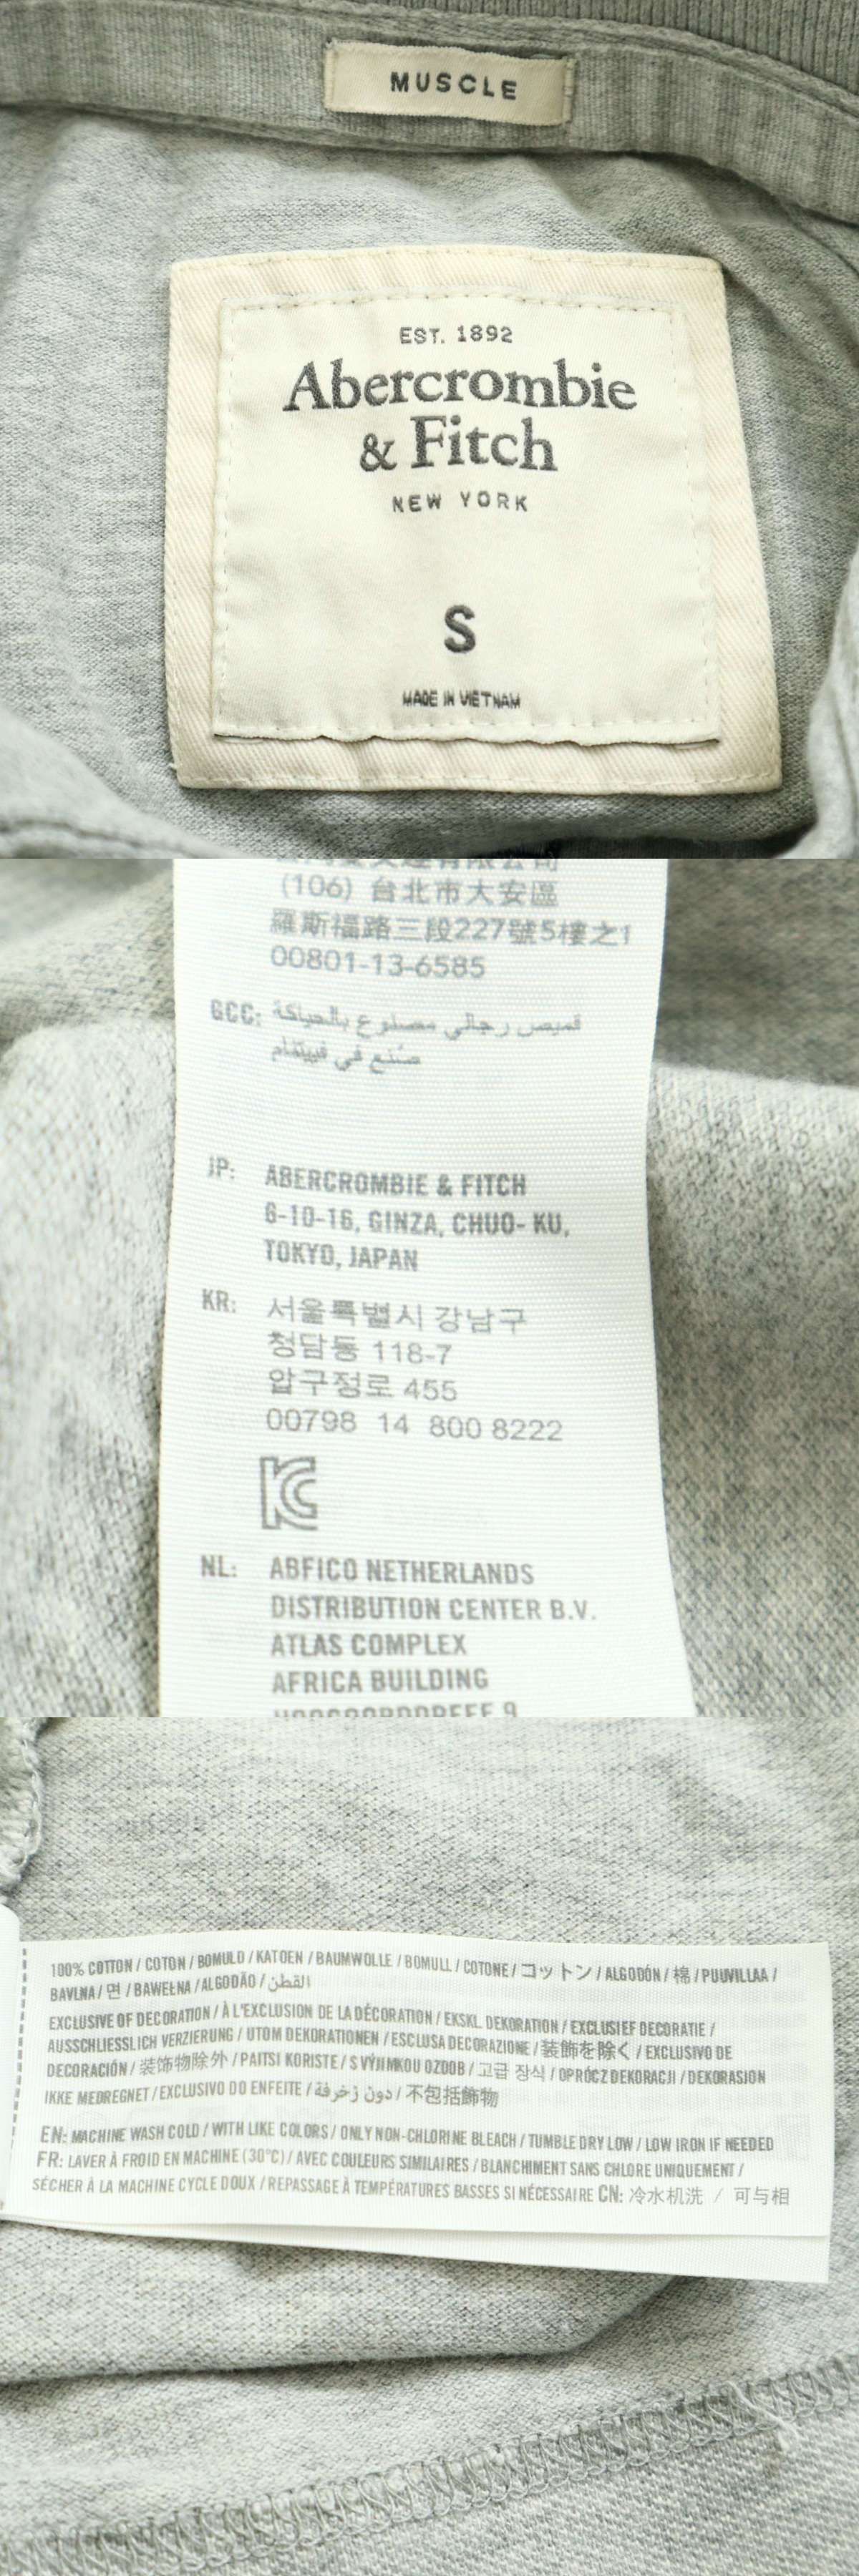 MUSCLE
EST. 1892
Abercrombie
& Fitch
NEW YORK
S
MADE IN VIETNAM
有限公司
(106) 台北市大安區
羅斯福路三段227號5樓之1
00801-13-6585
GCC: قميص رجالي مصنوع بالحياكة
صُنع في فييتنام
JP: ABERCROMBIE & FITCH
6-10-16, GINZA, CHUO- KU,
TOKYO, JAPAN
KR: 서울특별시 강남구
청담동 118-7
압구정로 455
00798 14 800 8222
KC
NL: ABFICO NETHERLANDS
DISTRIBUTION CENTER B.V.
ATLAS COMPLEX
AFRICA BUILDING
100% COTTON / COTON / BOMULD / KATOEN / BAUMWOLLE / BOMULL / COTONE / コットン / ALGODÓN / 棉 / PUUVILLAA /
BAVLNA / 면 / BAWEŁNA / ALGODÃO / القطن
EXCLUSIVE OF DECORATION / À L'EXCLUSION DE LA DÉCORATION / EKSKL. DEKORATION / EXCLUSIEF DECORATIE /
AUSSCHLIESSLICH VERZIERUNG / UTOM DEKORATIONEN / ESCLUSA DECORAZIONE / 装飾を除く / EXCLUSIVO DE
DECORACIÓN / 装饰物除外 / PAITSI KORISTE / S VÝJIMKOU OZDOB / 고급 장식 / OPRÓCZ DEKORACJI / DEKORASJON
IKKE MEDREGNET / EXCLUSIVO DO ENFEITE / دون زخرفة / 不包括飾物
EN: MACHINE WASH COLD / WITH LIKE COLORS / ONLY NON-CHLORINE BLEACH / TUMBLE DRY LOW / LOW IRON IF NEEDED
FR: LAVER À FROID EN MACHINE (30°C) / AVEC COULEURS SIMILAIRES / BLANCHIMENT SANS CHLORE UNIQUEMENT /
SÉCHER À LA MACHINE CYCLE DOUX / REPASSAGE À TEMPÉRATURES BASSES SI NÉCESSAIRE CN: 冷水机洗 / 可与相